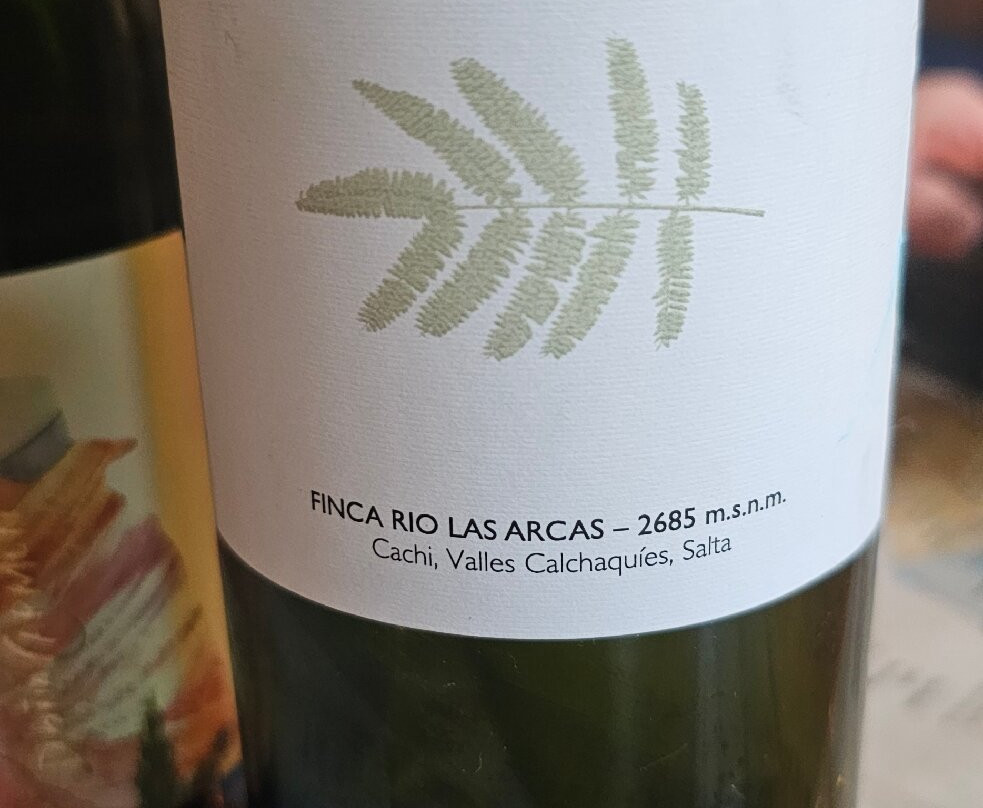 FINCA RIO LAS ARCAS – 2685 m.s.n.m.
Cachi, Valles Calchaquíes, Salta